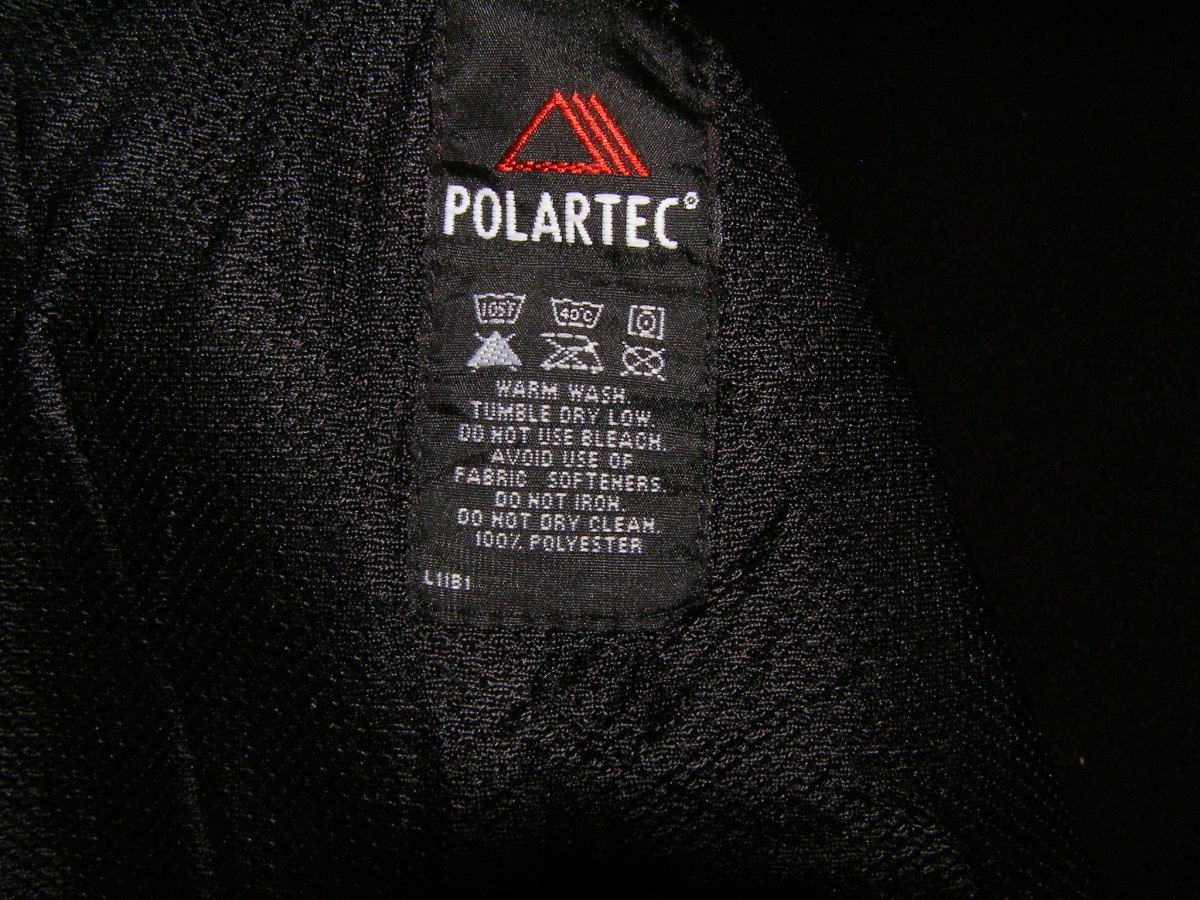 POLARTEC®
105F 40°C
WARM WASH.
TUMBLE DRY LOW.
DO NOT USE BLEACH.
AVOID USE OF
FABRIC SOFTENERS.
DO NOT IRON.
DO NOT DRY CLEAN.
100% POLYESTER
L11B1